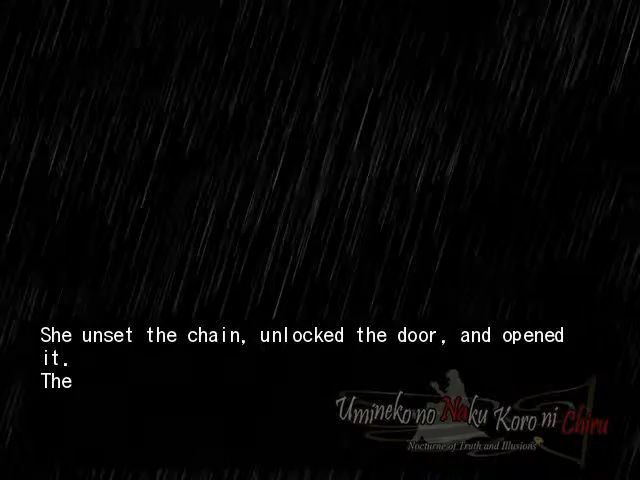 She unset the chain, unlocked the door, and opened
it.
The
Umineko no Naku Koro ni Chiru
Nocturne of Truth and Illusions